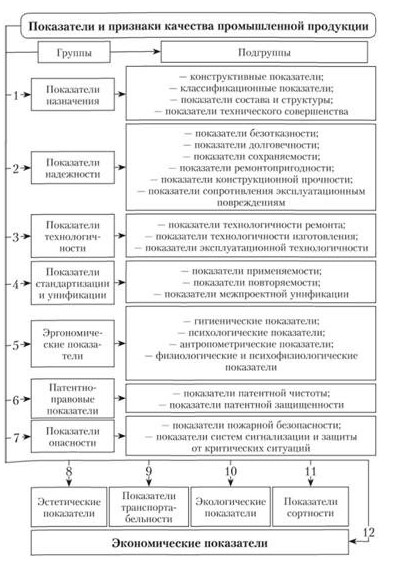 Показатели и признаки качества промышленной продукции
Группы
Подгруппы
1
Показатели
назначения
— конструктивные показатели;
— классификационные показатели;
— показатели состава и структуры;
— показатели технического совершенства
2
Показатели
надежности
— показатели безотказности;
— показатели долговечности;
— показатели сохраняемости;
— показатели ремонтопригодности;
— показатели конструкционной прочности;
— показатели сопротивления эксплуатационным
повреждениям
3
Показатели
технологич-
ности
— показатели технологичности ремонта;
— показатели технологичности изготовления;
— показатели эксплуатационной технологичности
4
Показатели
стандартизации
и унификации
— показатели применяемости;
— показатели повторяемости;
— показатели межпроектной унификации
5
Эргономиче-
ские показа-
тели
— гигиенические показатели;
— психологические показатели;
— антропометрические показатели;
— физиологические и психофизиологические
показатели
6
Патентно-
правовые
показатели
— показатели патентной чистоты;
— показатели патентной защищенности
7
Показатели
опасности
— показатели пожарной безопасности;
— показатели систем сигнализации и защиты
от критических ситуаций
8
9
10
11
Эстетические
показатели
Показатели
транспорта-
бельности
Экологические
показатели
Показатели
сортности
12
Экономические показатели